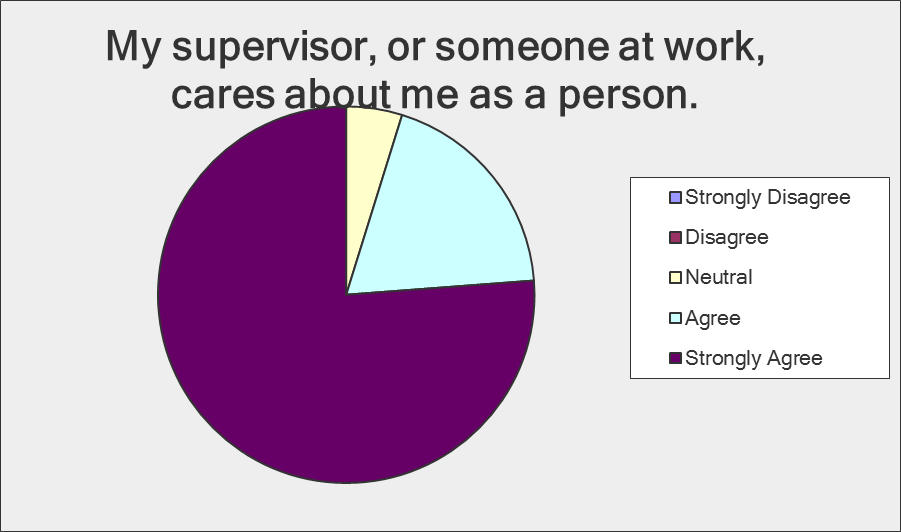 My supervisor, or someone at work,
cares about me as a person.
Strongly Disagree
Disagree
Neutral
Agree
Strongly Agree